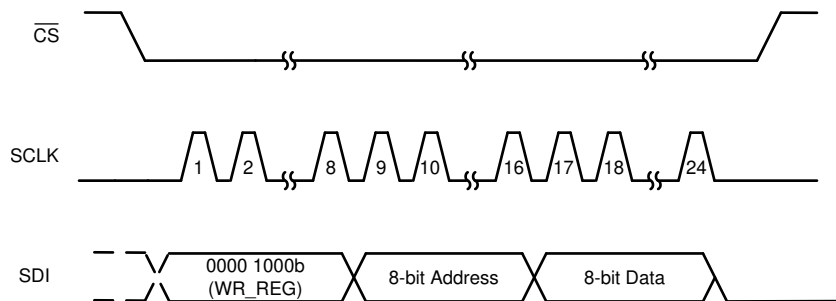 CS
SCLK
1 2 8 9 10 16 17 18 24
SDI
0000 1000b
(WR_REG)
8-bit Address
8-bit Data